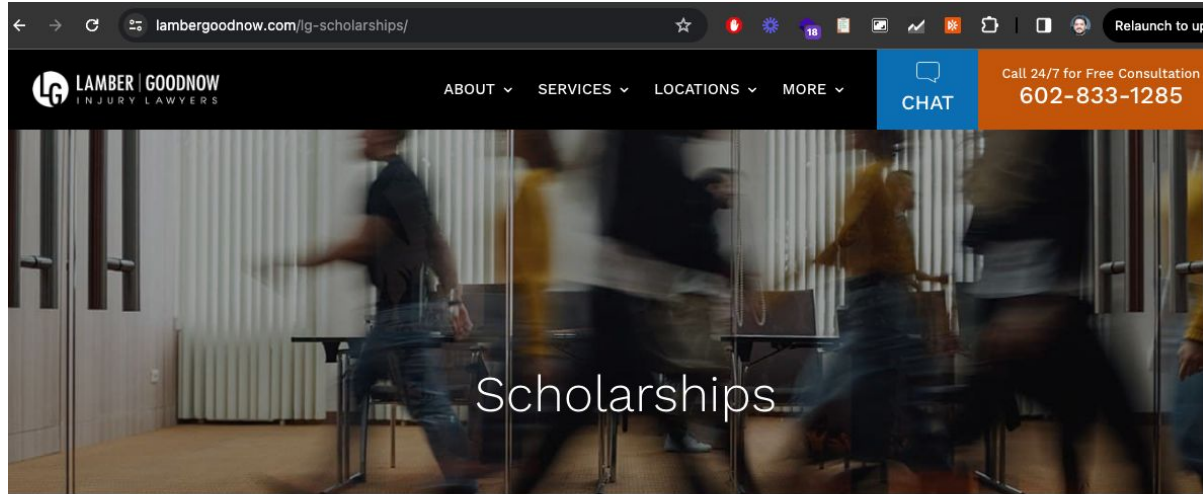 lambergoodnow.com/lg-scholarships/
18
Relaunch to up
LG LAMBER | GOODNOW
INJURY LAWYERS
ABOUT
SERVICES
LOCATIONS
MORE
CHAT
Call 24/7 for Free Consultation
602-833-1285
Scholarships